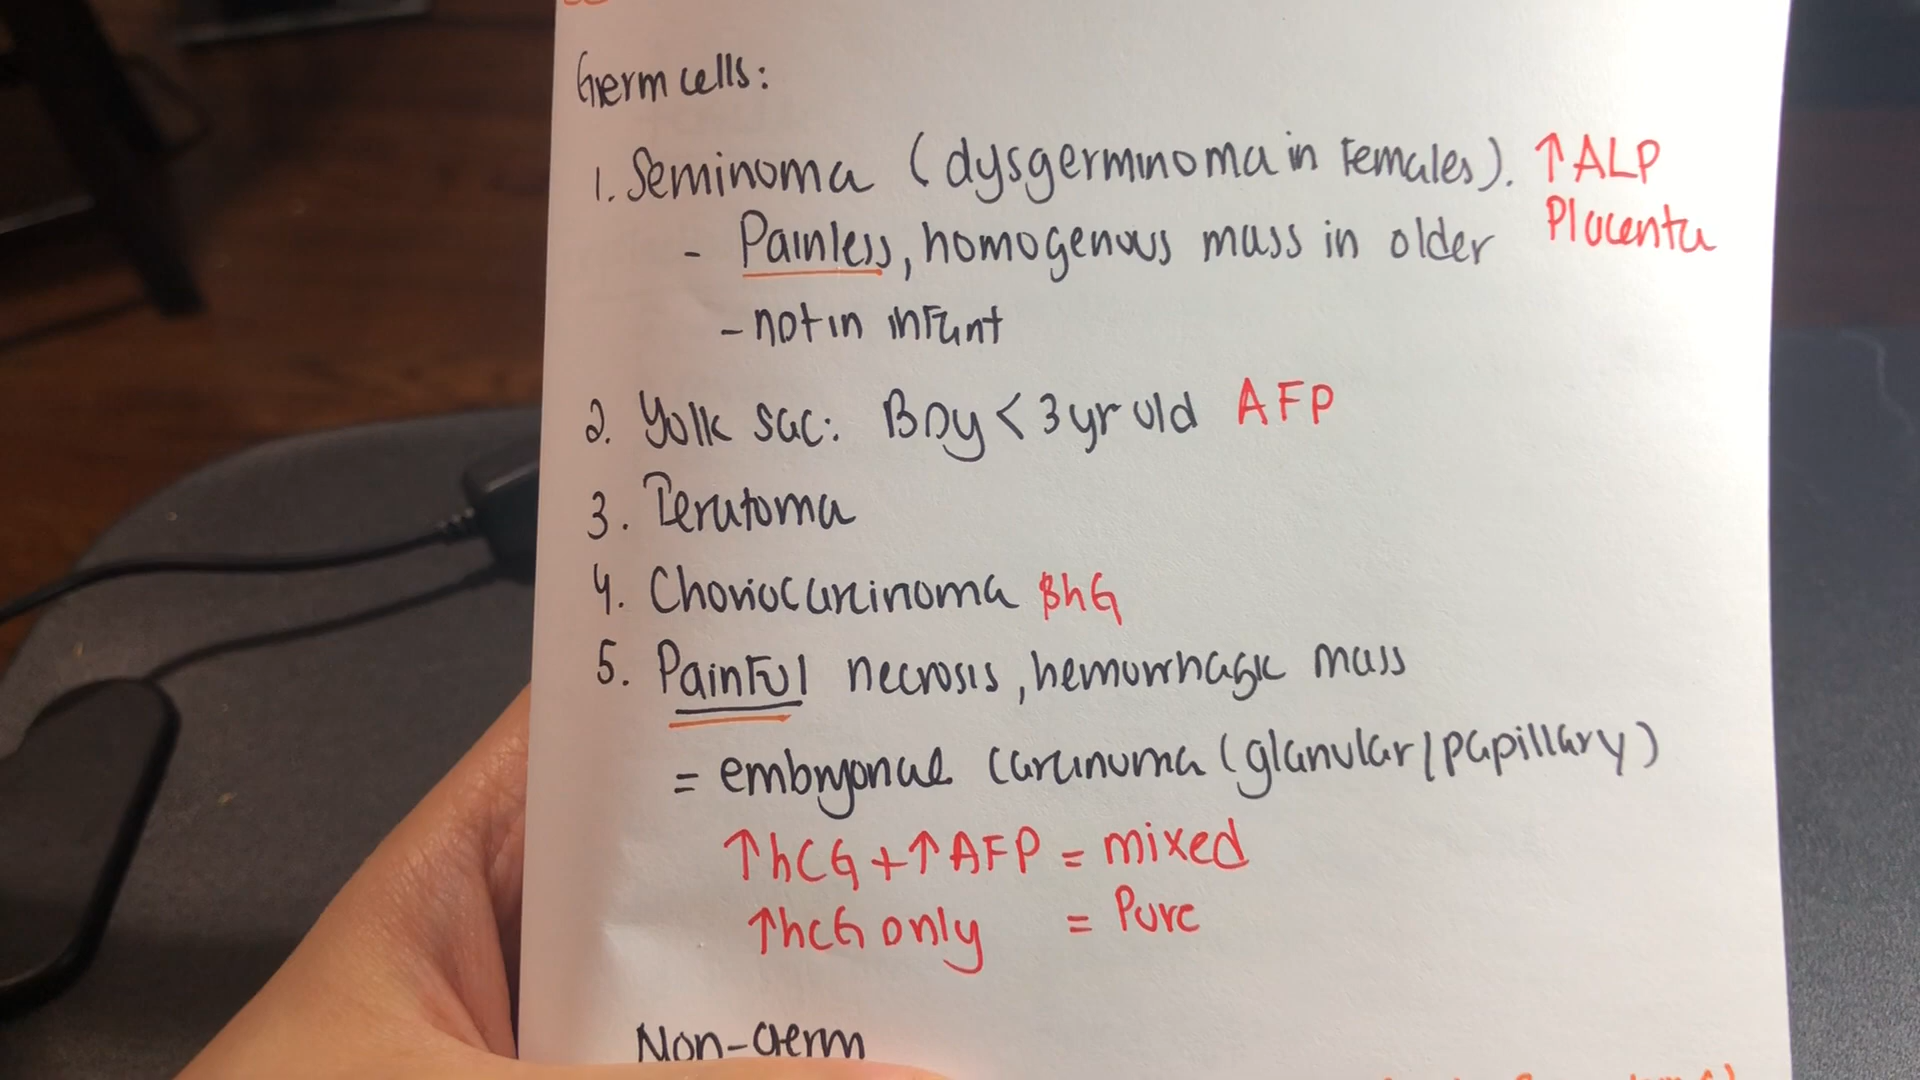 Germ cells:
1. Seminoma (dysgerminoma in females). ↑ALP
Placenta
- Painless, homogenous mass in older
- not in infant
2. Yolk sac: Boy < 3 yr old AFP
3. Teratoma
4. Choriocarcinoma βhG
5. Painful necrosis, hemorrhagic mass
= embryonal carcinoma (glanular/papillary)
↑hCG + ↑AFP = mixed
↑hCG only = Pure
Non-Germ